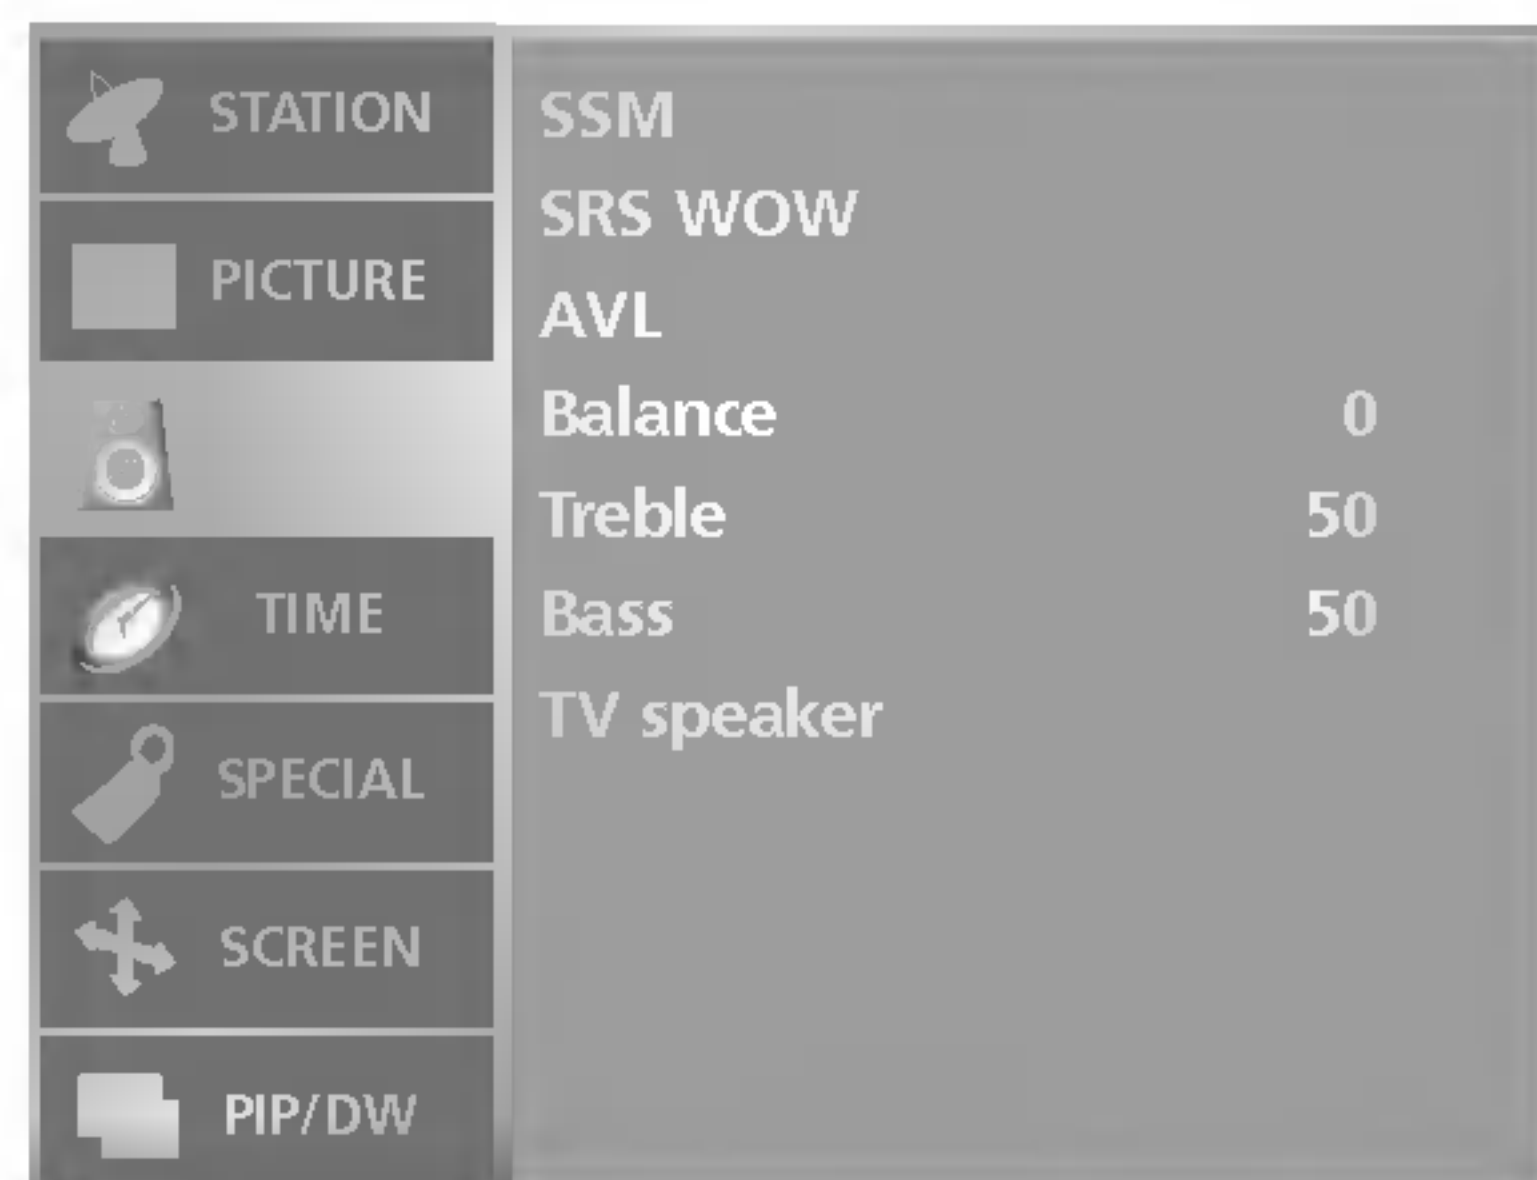 STATION
PICTURE
TIME
SPECIAL
SCREEN
PIP/DW
SSM
SRS WOW
AVL
Balance 0
Treble 50
Bass 50
TV speaker